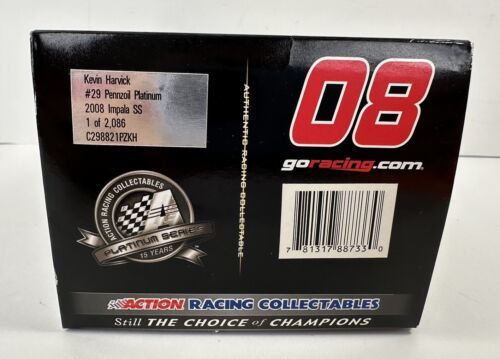 Kevin Harvick
#29 Pennzoil Platinum
2008 Impala SS
1 of 2,086
C298821PZKH
ACTION RACING COLLECTABLES
PLATINUM SERIES
15 YEARS
AUTHENTIC RACING COLLECTABLE
08
goracing.com
7 81317 88733 0
ACTION RACING COLLECTABLES
Still THE CHOICE of CHAMPIONS